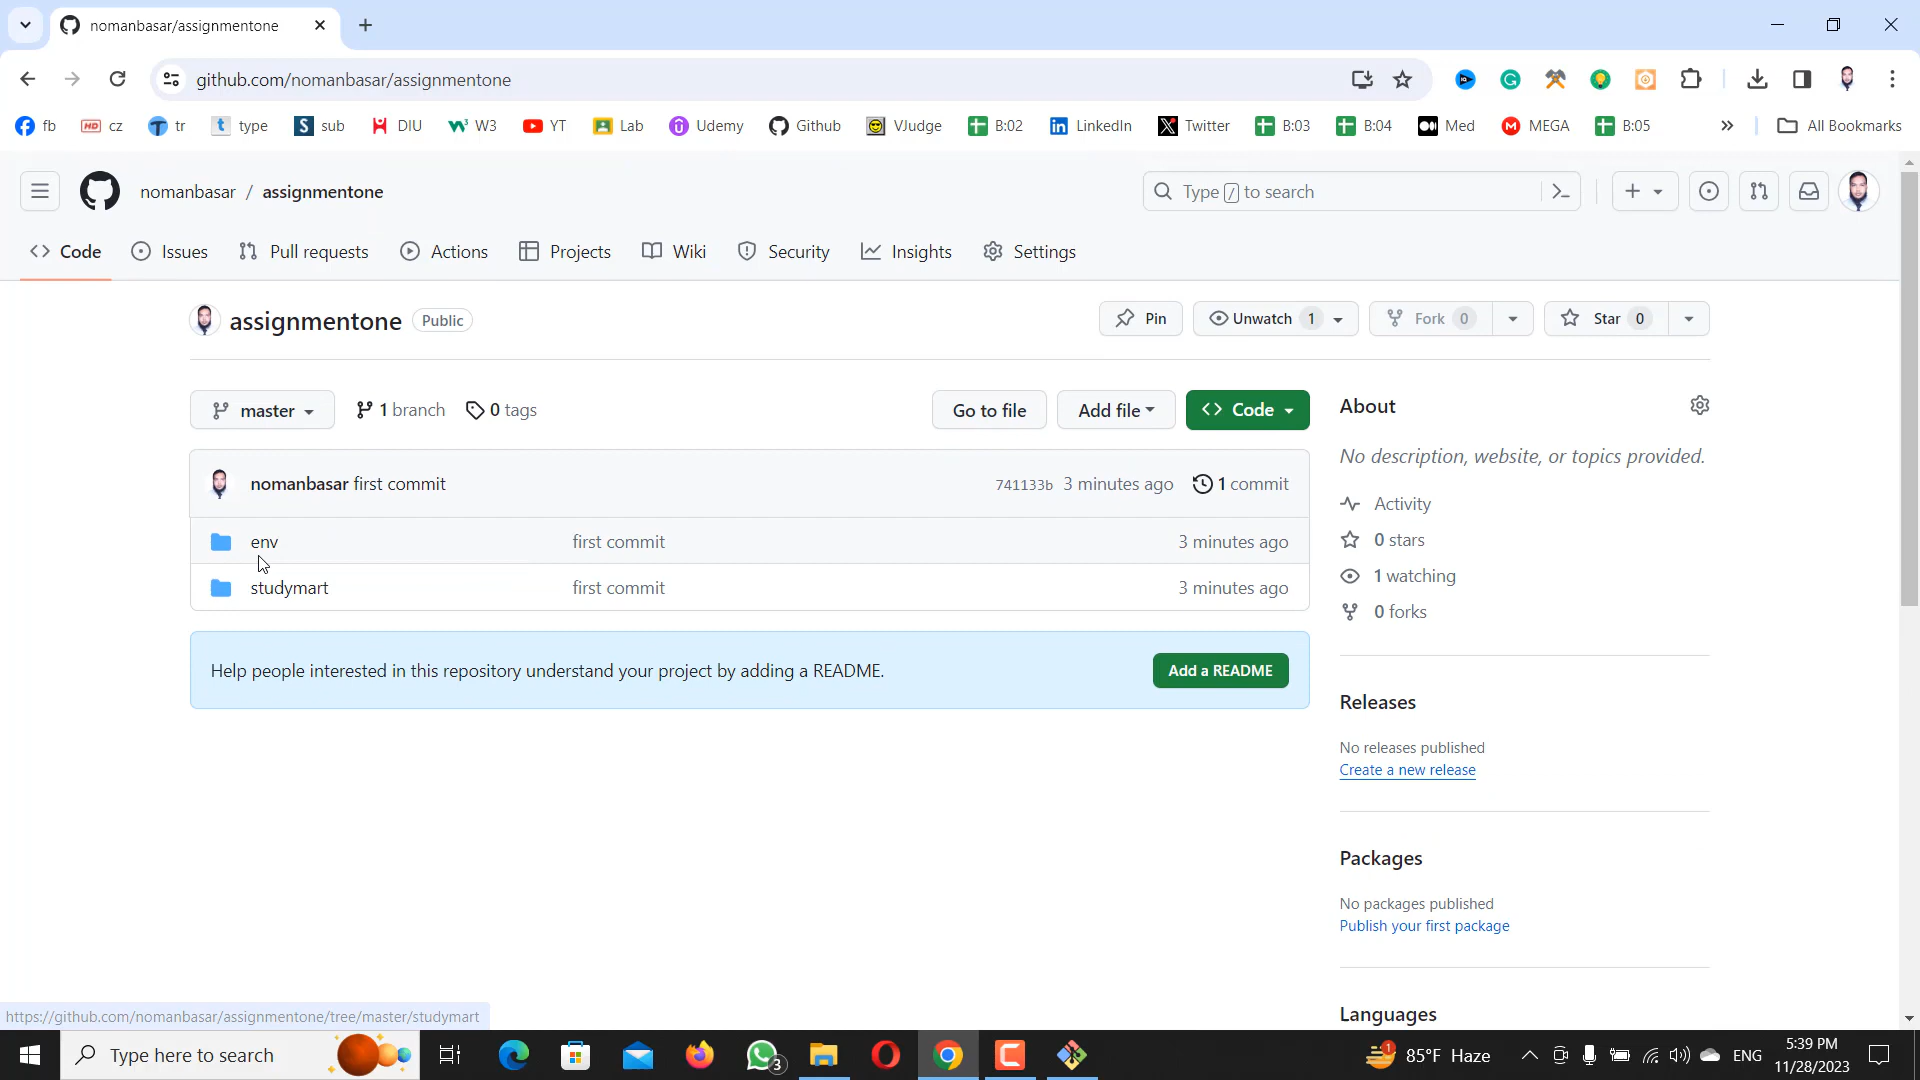 nomanbasar/assignmentone
github.com/nomanbasar/assignmentone
fb cz tr type sub DIU W3 YT Lab Udemy Github VJudge B:02 LinkedIn Twitter B:03 B:04 Med MEGA B:05 » All Bookmarks
nomanbasar / assignmentone
Type / to search
Code Issues Pull requests Actions Projects Wiki Security Insights Settings
assignmentone Public
Pin Unwatch 1 Fork 0 Star 0
master 1 branch 0 tags Go to file Add file Code
nomanbasar first commit 741133b 3 minutes ago 1 commit
env first commit 3 minutes ago
studymart first commit 3 minutes ago
Help people interested in this repository understand your project by adding a README. Add a README
About
No description, website, or topics provided.
Activity
0 stars
1 watching
0 forks
Releases
No releases published
Create a new release
Packages
No packages published
Publish your first package
Languages
https://github.com/nomanbasar/assignmentone/tree/master/studymart
Type here to search 3 1 85°F Haze ENG
5:39 PM
11/28/2023